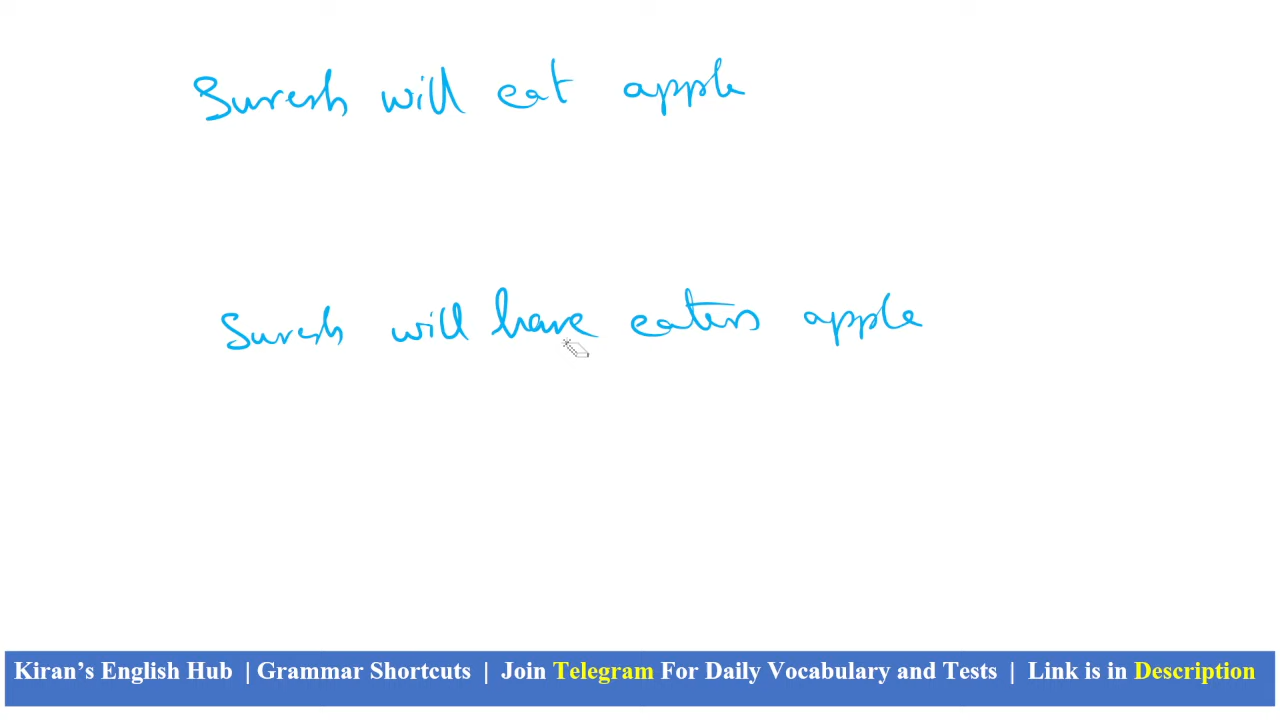 Suresh will eat apple
Suresh will have eaten apple
Kiran's English Hub | Grammar Shortcuts | Join Telegram For Daily Vocabulary and Tests | Link is in Description